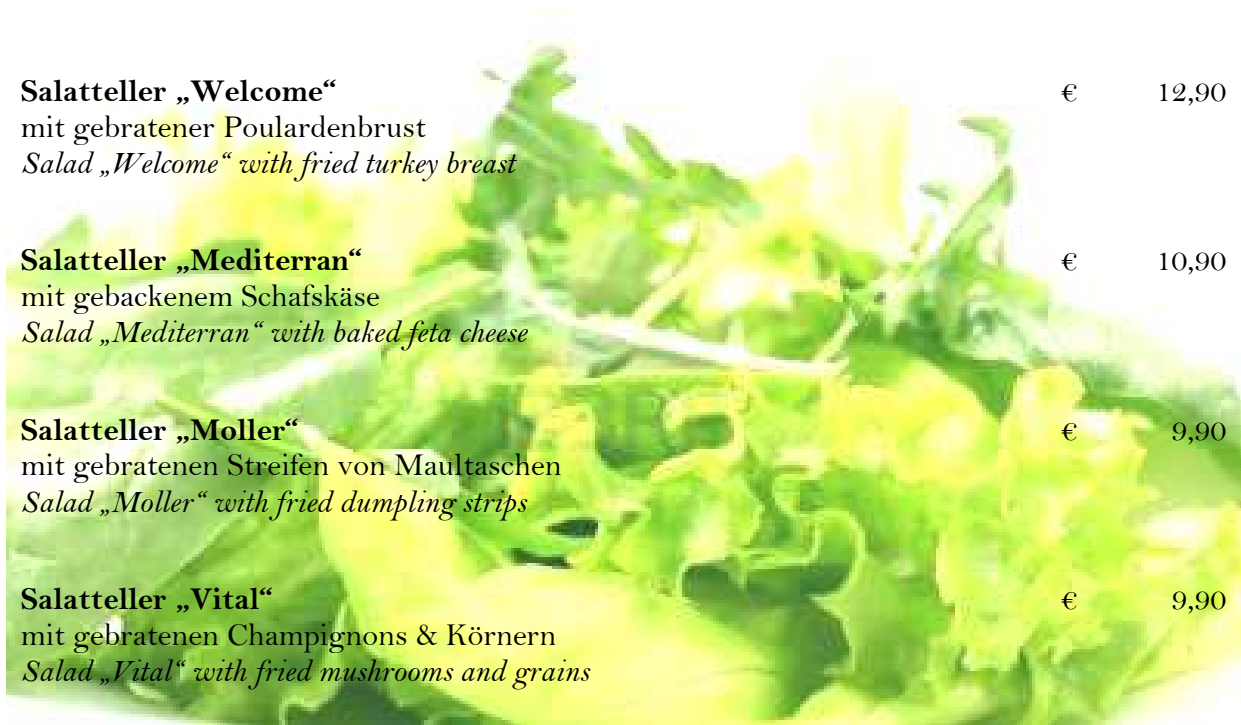 Salatteller „Welcome“ € 12,90
mit gebratener Poulardenbrust
Salad „Welcome“ with fried turkey breast
Salatteller „Mediterran“ € 10,90
mit gebackenem Schafskäse
Salad „Mediterran“ with baked feta cheese
Salatteller „Moller“ € 9,90
mit gebratenen Streifen von Maultaschen
Salad „Moller“ with fried dumpling strips
Salatteller „Vital“ € 9,90
mit gebratenen Champignons & Körnern
Salad „Vital“ with fried mushrooms and grains